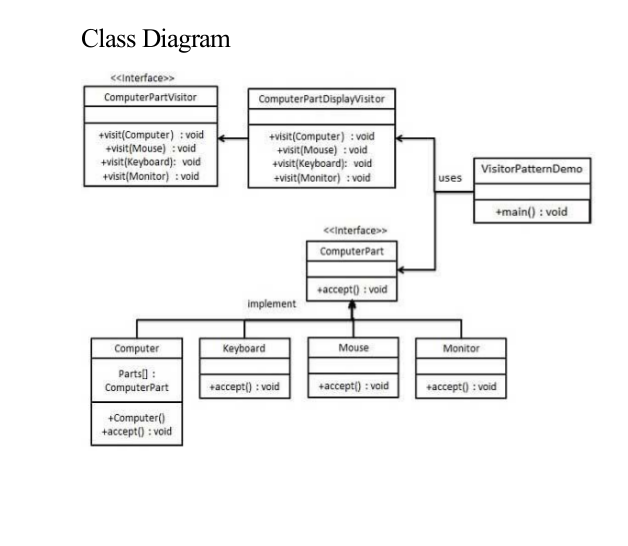 Class Diagram
<<Interface>>
ComputerPartVisitor
+visit(Computer) : void
+visit(Mouse) : void
+visit(Keyboard): void
+visit(Monitor) : void
ComputerPartDisplayVisitor
+visit(Computer) : void
+visit(Mouse) : void
+visit(Keyboard): void
+visit(Monitor) : void
uses
VisitorPatternDemo
+main() : void
<<Interface>>
ComputerPart
+accept() : void
implement
Computer
Parts[] :
ComputerPart
+Computer()
+accept() : void
Keyboard
+accept() : void
Mouse
+accept() : void
Monitor
+accept() : void